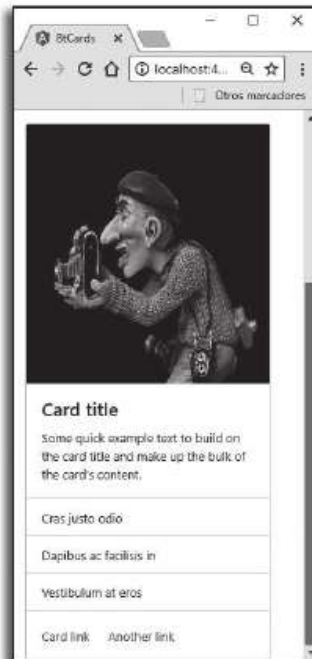 BtCards
localhost:4...
Otros marcadores
Card title
Some quick example text to build on
the card title and make up the bulk of
the card's content.
Cras justo odio
Dapibus ac facilisis in
Vestibulum at eros
Card link Another link